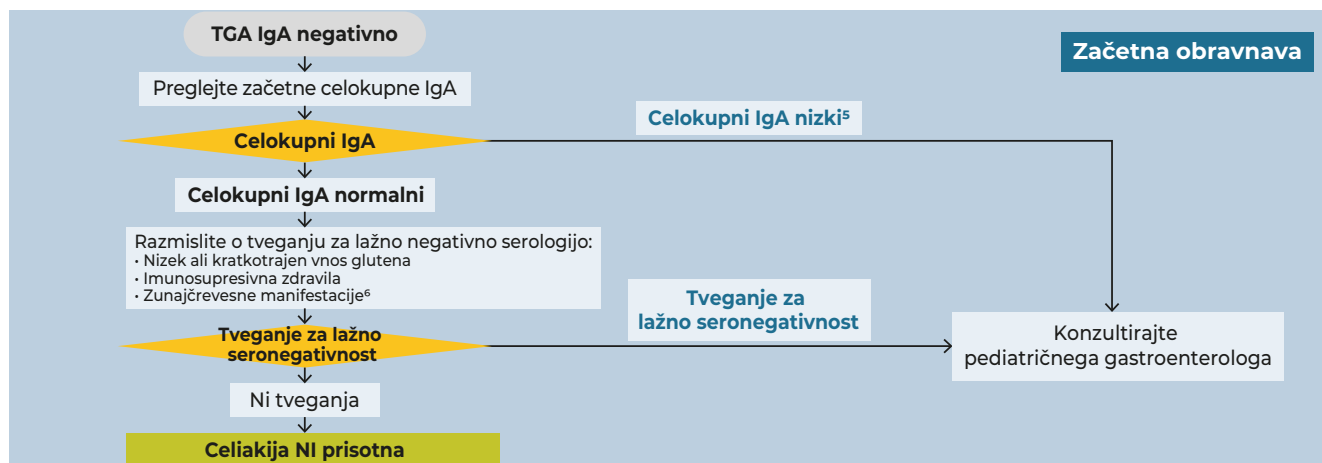 TGA IgA negativno
Začetna obravnava
Preglejte začetne celokupne IgA
Celokupni IgA nizki⁵
Celokupni IgA
Celokupni IgA normalni
Razmislite o tveganju za lažno negativno serologijo:
· Nizek ali kratkotrajen vnos glutena
· Imunosupresivna zdravila
· Zunajčrevesne manifestacije⁶
Tveganje za
lažno seronegativnost
Tveganje za lažno
seronegativnost
Konzultirajte
pediatričnega gastroenterologa
Ni tveganja
Celiakija NI prisotna